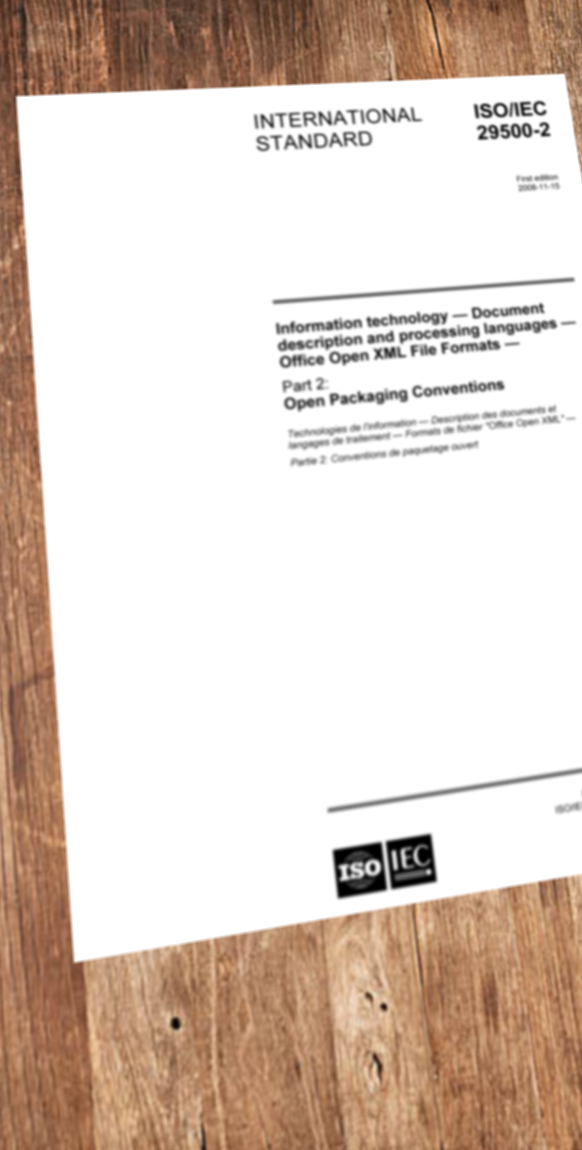 INTERNATIONAL
STANDARD
ISO/IEC
29500-2
First edition
2008-11-15
Information technology — Document
description and processing languages —
Office Open XML File Formats —
Part 2:
Open Packaging Conventions
Technologies de l'information — Description des documents et
langages de traitement — Formats de fichier "Office Open XML" —
Partie 2: Conventions de paquetage ouvert
ISO IEC